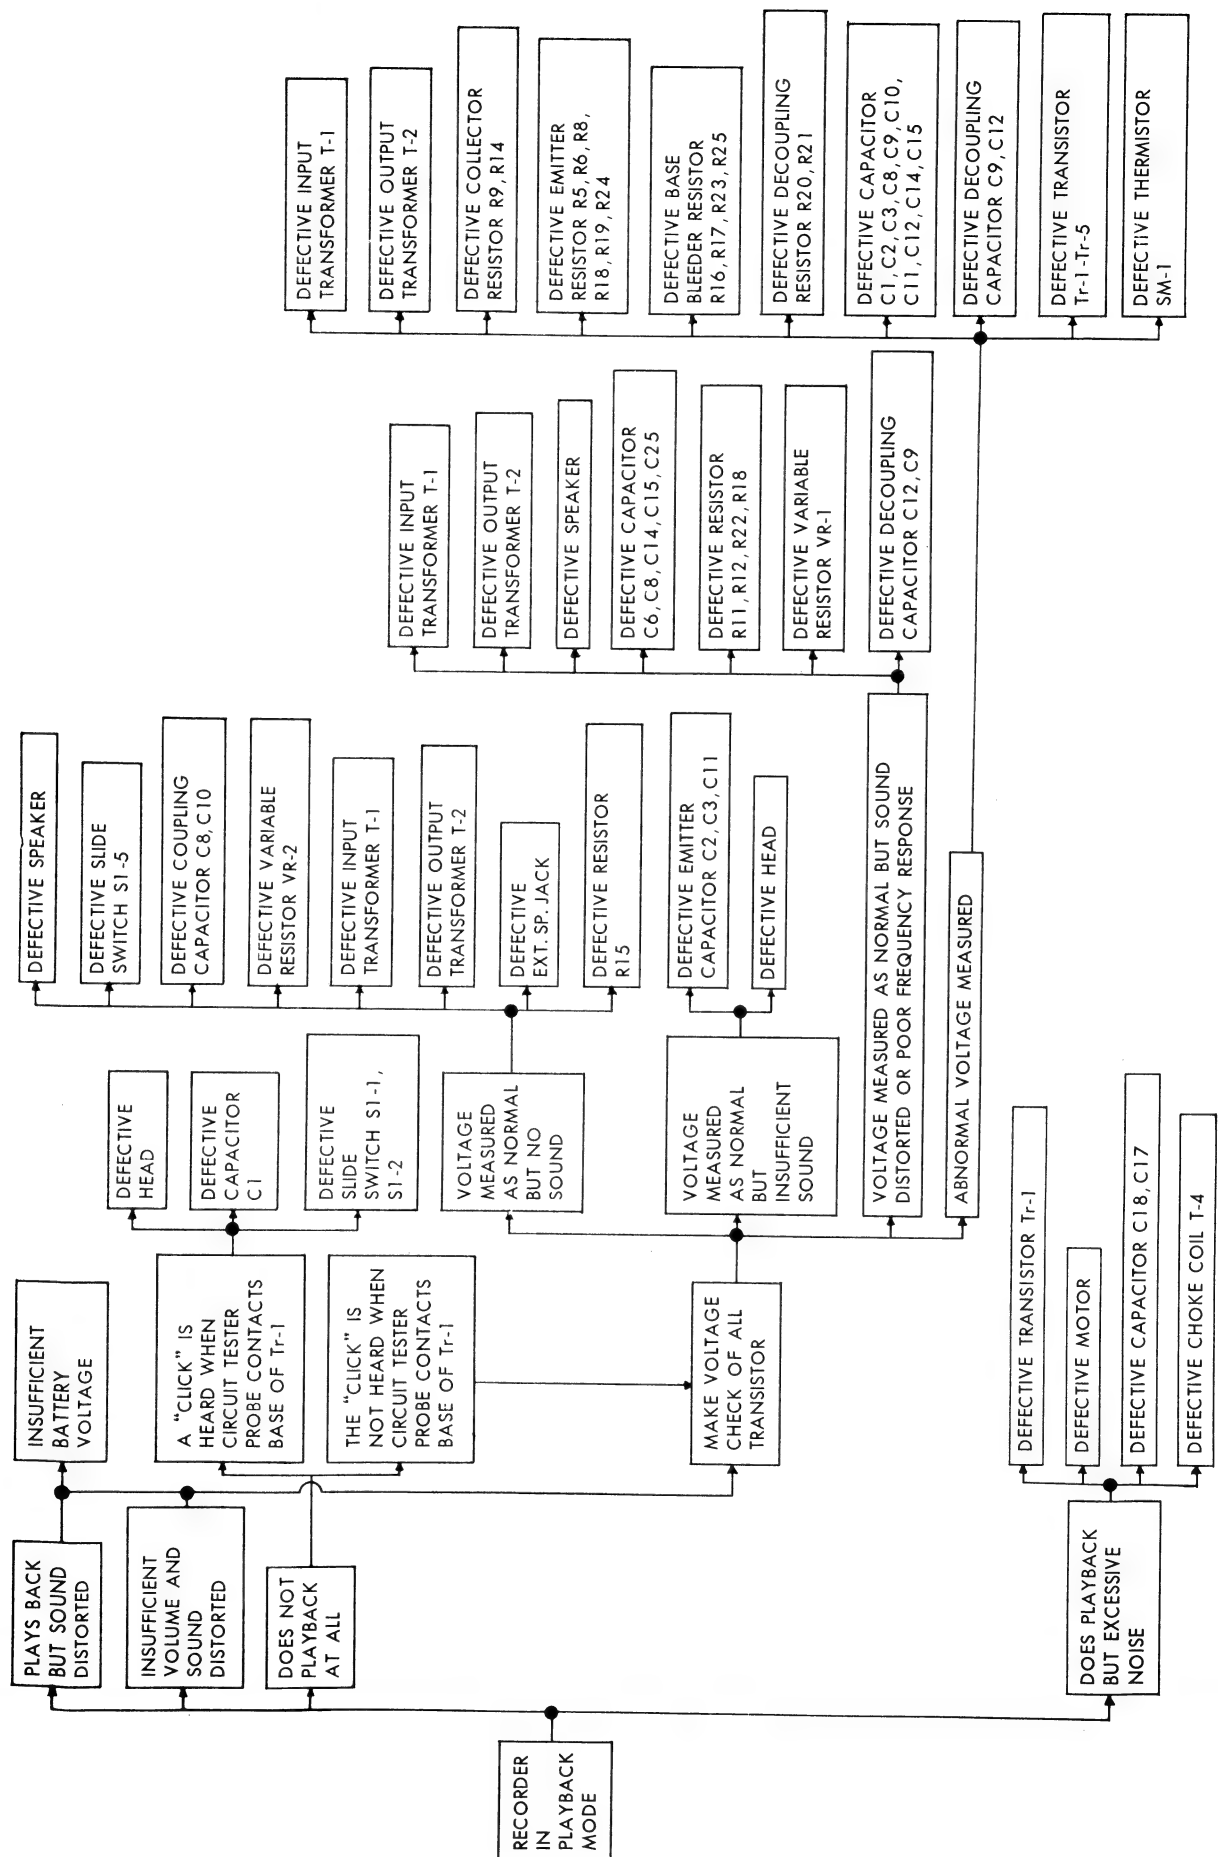 RECORDER
IN
PLAYBACK
MODE
PLAYS BACK
BUT SOUND
DISTORTED
INSUFFICIENT
VOLUME AND
SOUND
DISTORTED
DOES NOT
PLAYBACK
AT ALL
DOES PLAYBACK
BUT EXCESSIVE
NOISE
INSUFFICIENT
BATTERY
VOLTAGE
A “CLICK” IS
HEARD WHEN
CIRCUIT TESTER
PROBE CONTACTS
BASE OF Tr-1
THE “CLICK” IS
NOT HEARD WHEN
CIRCUIT TESTER
PROBE CONTACTS
BASE OF Tr-1
MAKE VOLTAGE
CHECK OF ALL
TRANSISTOR
DEFECTIVE TRANSISTOR Tr-1
DEFECTIVE MOTOR
DEFECTIVE CAPACITOR C18, C17
DEFECTIVE CHOKE COIL T-4
DEFECTIVE
HEAD
DEFECTIVE
CAPACITOR
C1
DEFECTIVE
SLIDE
SWITCH S1-1,
S1-2
VOLTAGE
MEASURED
AS NORMAL
BUT NO
SOUND
VOLTAGE
MEASURED
AS NORMAL
BUT
INSUFFICIENT
SOUND
VOLTAGE MEASURED AS NORMAL BUT SOUND
DISTORTED OR POOR FREQUENCY RESPONSE
ABNORMAL VOLTAGE MEASURED
DEFECTIVE SPEAKER
DEFECTIVE SLIDE
SWITCH S1-5
DEFECTIVE COUPLING
CAPACITOR C8, C10
DEFECTIVE VARIABLE
RESISTOR VR-2
DEFECTIVE INPUT
TRANSFORMER T-1
DEFECTIVE OUTPUT
TRANSFORMER T-2
DEFECTIVE
EXT. SP. JACK
DEFECTIVE RESISTOR
R15
DEFECTIVE EMITTER
CAPACITOR C2, C3, C11
DEFECTIVE HEAD
DEFECTIVE INPUT
TRANSFORMER T-1
DEFECTIVE OUTPUT
TRANSFORMER T-2
DEFECTIVE SPEAKER
DEFECTIVE CAPACITOR
C6, C8, C14, C15, C25
DEFECTIVE RESISTOR
R11, R12, R22, R18
DEFECTIVE VARIABLE
RESISTOR VR-1
DEFECTIVE DECOUPLING
CAPACITOR C12, C9
DEFECTIVE INPUT
TRANSFORMER T-1
DEFECTIVE OUTPUT
TRANSFORMER T-2
DEFECTIVE COLLECTOR
RESISTOR R9, R14
DEFECTIVE EMITTER
RESISTOR R5, R6, R8,
R18, R19, R24
DEFECTIVE BASE
BLEEDER RESISTOR
R16, R17, R23, R25
DEFECTIVE DECOUPLING
RESISTOR R20, R21
DEFECTIVE CAPACITOR
C1, C2, C3, C8, C9, C10,
C11, C12, C14, C15
DEFECTIVE DECOUPLING
CAPACITOR C9, C12
DEFECTIVE TRANSISTOR
Tr-1-Tr-5
DEFECTIVE THERMISTOR
SM-1